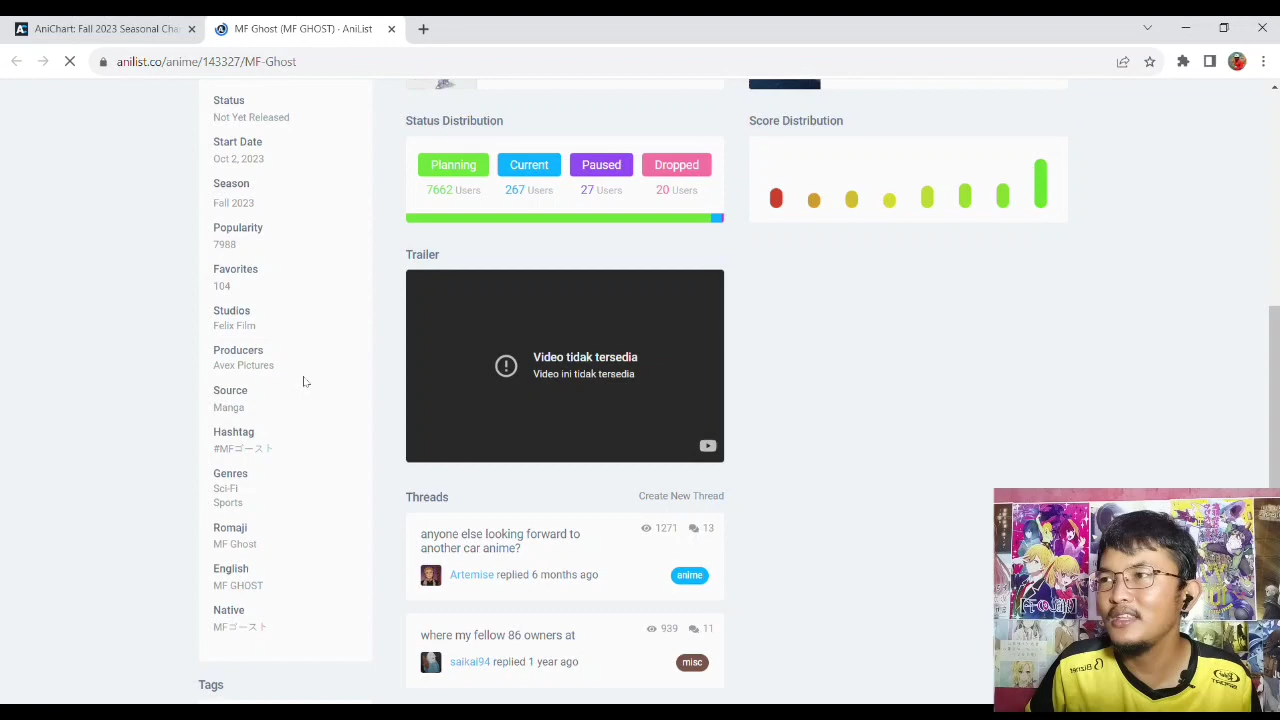 AniChart: Fall 2023 Seasonal Cha
MF Ghost (MF GHOST) · AniList
anilist.co/anime/143327/MF-Ghost
Status
Not Yet Released
Start Date
Oct 2, 2023
Season
Fall 2023
Popularity
7988
Favorites
104
Studios
Felix Film
Producers
Avex Pictures
Source
Manga
Hashtag
#MFゴースト
Genres
Sci-Fi
Sports
Romaji
MF Ghost
English
MF GHOST
Native
MFゴースト
Tags
Status Distribution
Planning
Current
Paused
Dropped
7662 Users
267 Users
27 Users
20 Users
Score Distribution
Trailer
Video tidak tersedia
Video ini tidak tersedia
Threads
Create New Thread
anyone else looking forward to
another car anime?
1271
13
Artemise replied 6 months ago
anime
where my fellow 86 owners at
939
11
saikal94 replied 1 year ago
misc